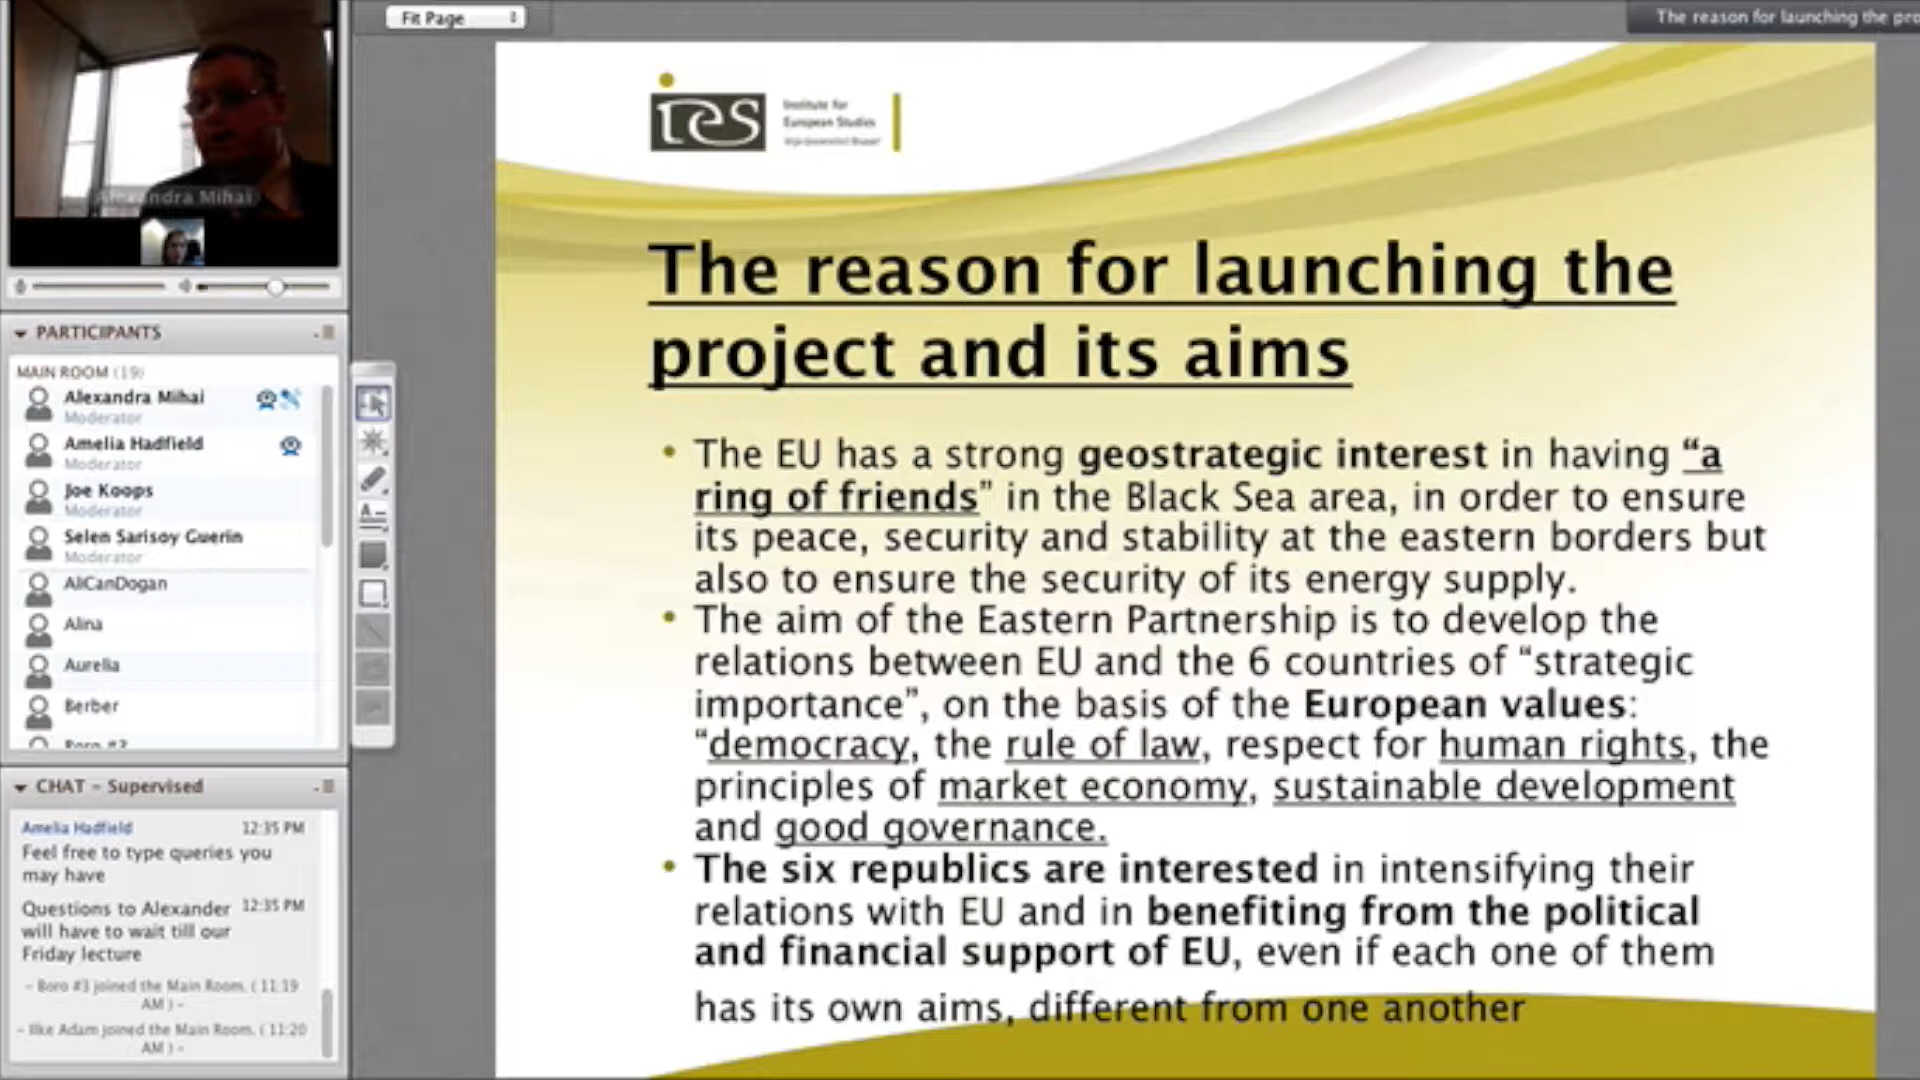 Fit Page
The reason for launching the pro
ies
Institute for
European Studies
Alexandra Mihai
The reason for launching the
project and its aims
PARTICIPANTS
MAIN ROOM (19)
Alexandra Mihai
Moderator
Amelia Hadfield
Moderator
Joe Koops
Moderator
Selen Sarisoy Guerin
Moderator
AliCanDogan
Alina
Aurelia
Berber
Boro #3
CHAT - Supervised
Amelia Hadfield 12:35 PM
Feel free to type queries you
may have
Questions to Alexander 12:35 PM
will have to wait till our
Friday lecture
- Boro #3 joined the Main Room. ( 11:19
AM ) -
- Ilke Adam joined the Main Room. ( 11:20
AM ) -
• The EU has a strong geostrategic interest in having “a
ring of friends” in the Black Sea area, in order to ensure
its peace, security and stability at the eastern borders but
also to ensure the security of its energy supply.
• The aim of the Eastern Partnership is to develop the
relations between EU and the 6 countries of “strategic
importance”, on the basis of the European values:
“democracy, the rule of law, respect for human rights, the
principles of market economy, sustainable development
and good governance.
• The six republics are interested in intensifying their
relations with EU and in benefiting from the political
and financial support of EU, even if each one of them
has its own aims, different from one another